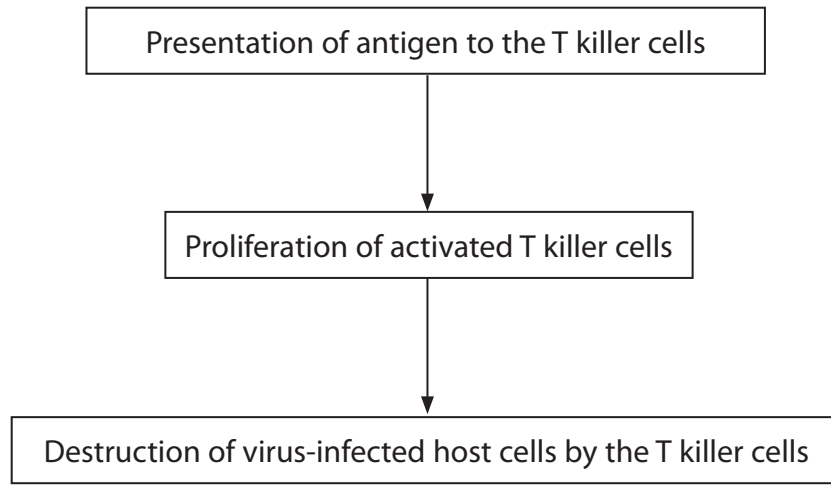 Presentation of antigen to the T killer cells
Proliferation of activated T killer cells
Destruction of virus-infected host cells by the T killer cells